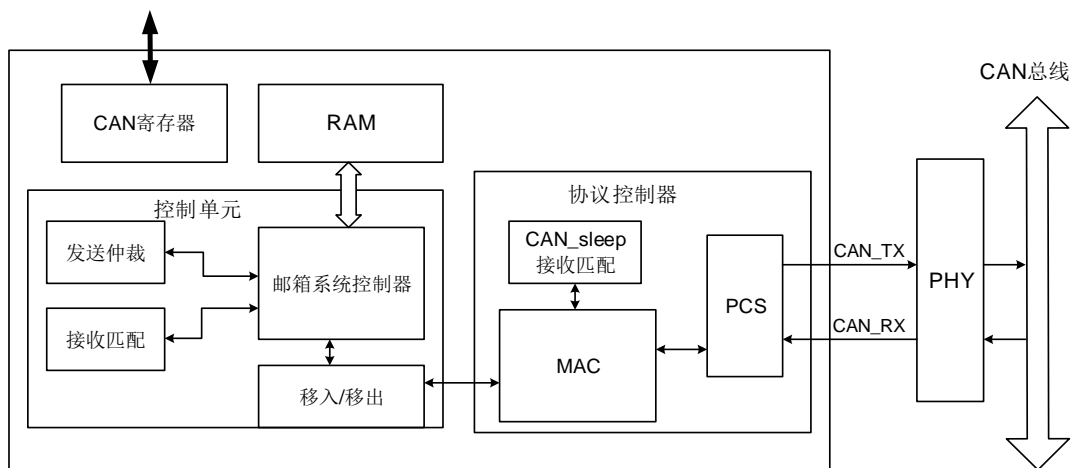 CAN总线
CAN寄存器
RAM
控制单元
发送仲裁
接收匹配
邮箱系统控制器
移入/移出
协议控制器
CAN_sleep
接收匹配
MAC
PCS
CAN_TX
CAN_RX
PHY